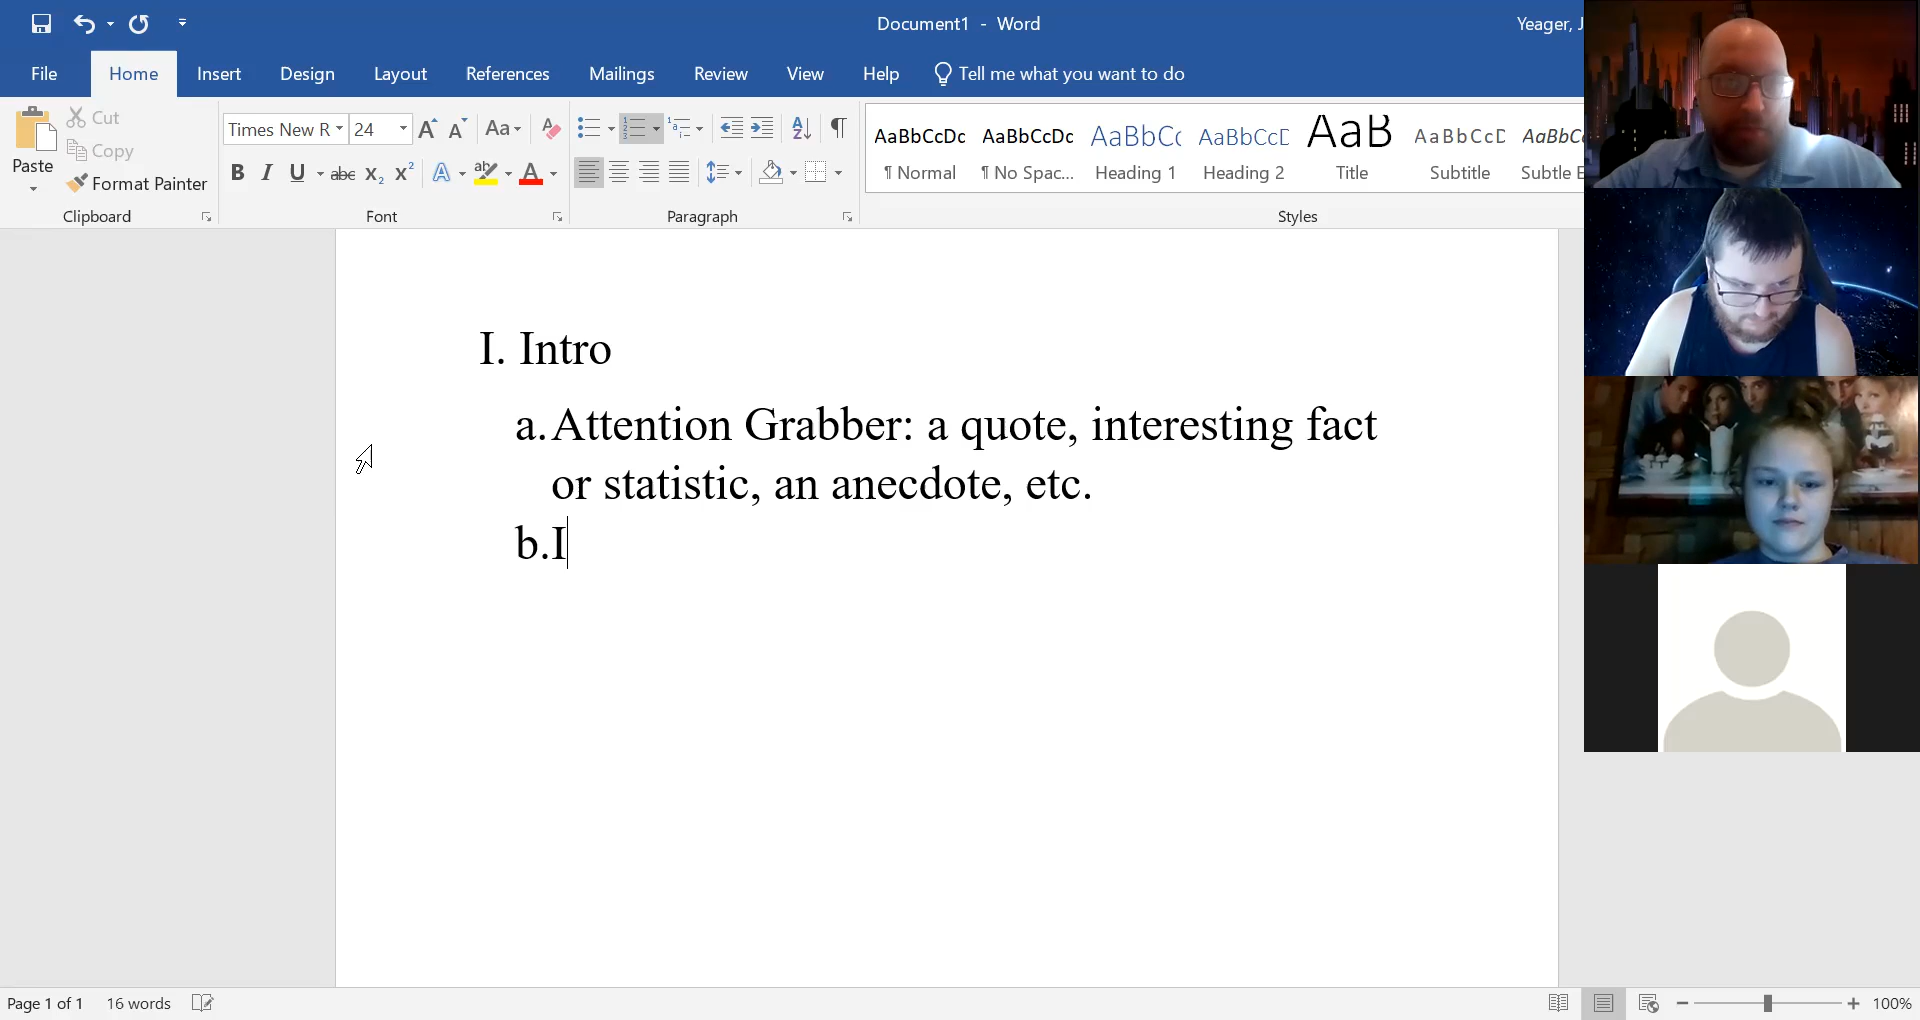 Document1 - Word
Yeager, J
File Home Insert Design Layout References Mailings Review View Help Tell me what you want to do
Paste
Cut
Copy
Format Painter
Clipboard
Times New R 24
Font
Paragraph
AaBbCcDc AaBbCcDc AaBbCc AaBbCcD AaB AaBbCcD AaBbCc
¶ Normal ¶ No Spac... Heading 1 Heading 2 Title Subtitle Subtle E
Styles
I. Intro
a. Attention Grabber: a quote, interesting fact
or statistic, an anecdote, etc.
b. I
Page 1 of 1 16 words
100%